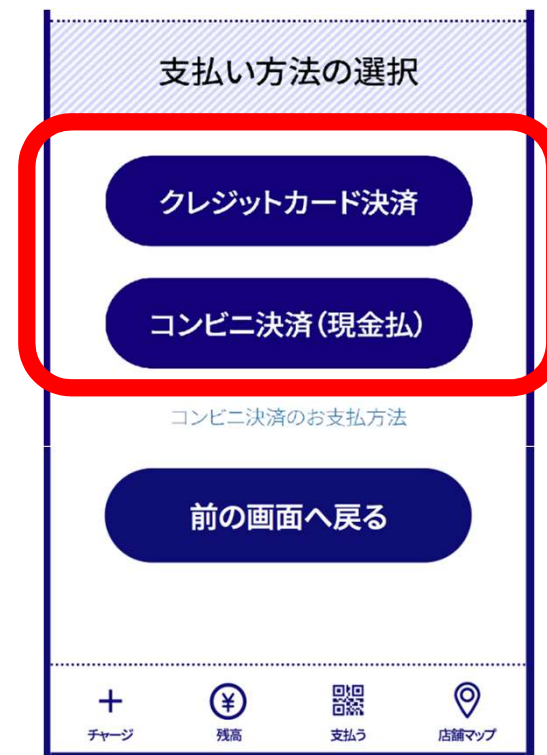 支払い方法の選択
クレジットカード決済
コンビニ決済(現金払)
コンビニ決済のお支払方法
前の画面へ戻る
チャージ
残高
支払う
店舗マップ